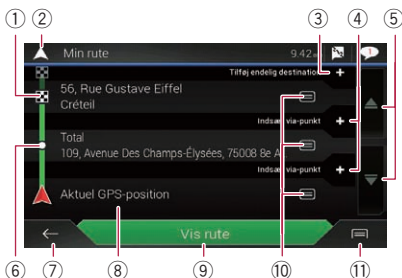 ① ② ③ ④ ⑤
Min rute 9.42
Tilføj endelig destination +
56, Rue Gustave Eiffel
Créteil
Indsæt via-punkt +
Total
109, Avenue Des Champs-Élysées, 75008 8e A...
Indsæt via-punkt +
Aktuel GPS-position
Vis rute
⑥ ⑦ ⑧ ⑨ ⑩ ⑪